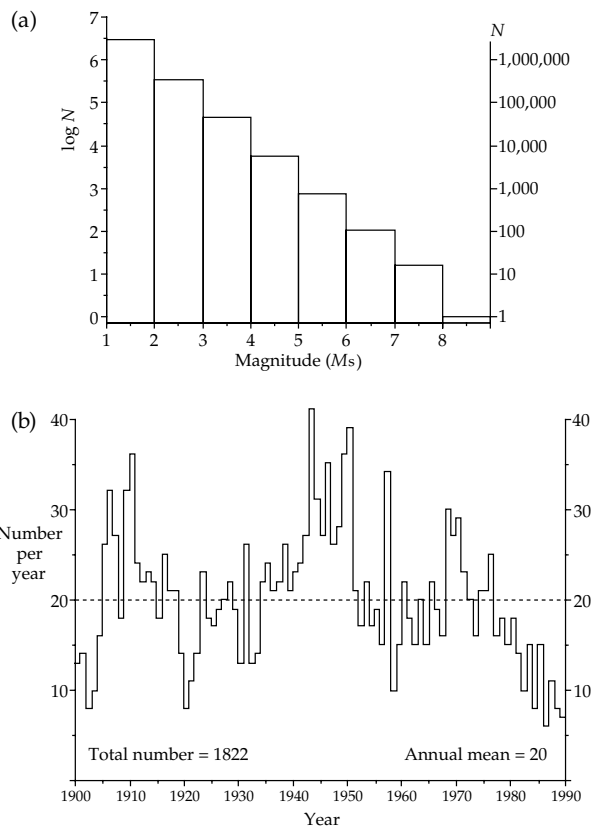 (a)
N
7
6
5
4
3
2
1
0
log N
1,000,000
100,000
10,000
1,000
100
10
1
1 2 3 4 5 6 7 8
Magnitude (Ms)
(b)
40
30
20
10
Number
per
year
40
30
20
10
Total number = 1822
Annual mean = 20
1900 1910 1920 1930 1940 1950 1960 1970 1980 1990
Year